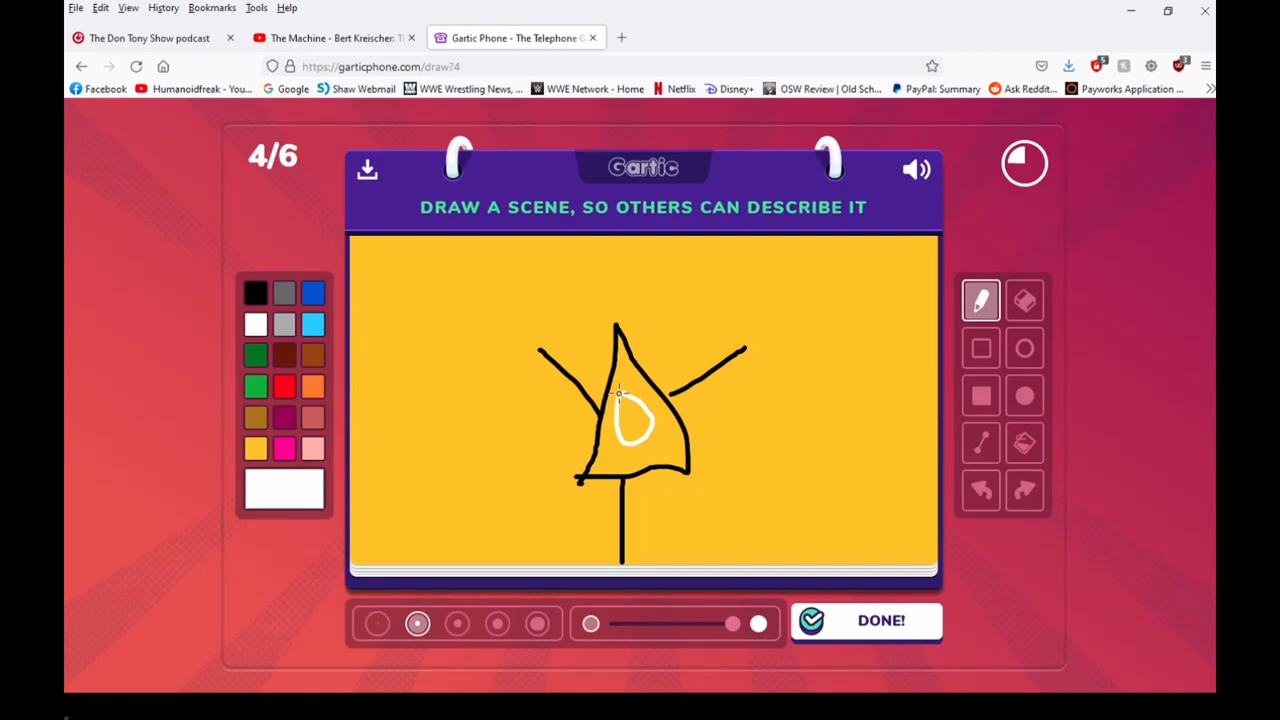 File Edit View History Bookmarks Tools Help
The Don Tony Show podcast
The Machine - Bert Kreischer: Tl
Gartic Phone - The Telephone G
https://garticphone.com/draw?4
5
3
Facebook Humanoidfreak - You... Google Shaw Webmail WWE Wrestling News, ... WWE Network - Home Netflix Disney+ OSW Review | Old Sch... PayPal: Summary Ask Reddit... Payworks Application ...
4/6
Gartic
DRAW A SCENE, SO OTHERS CAN DESCRIBE IT
DONE!